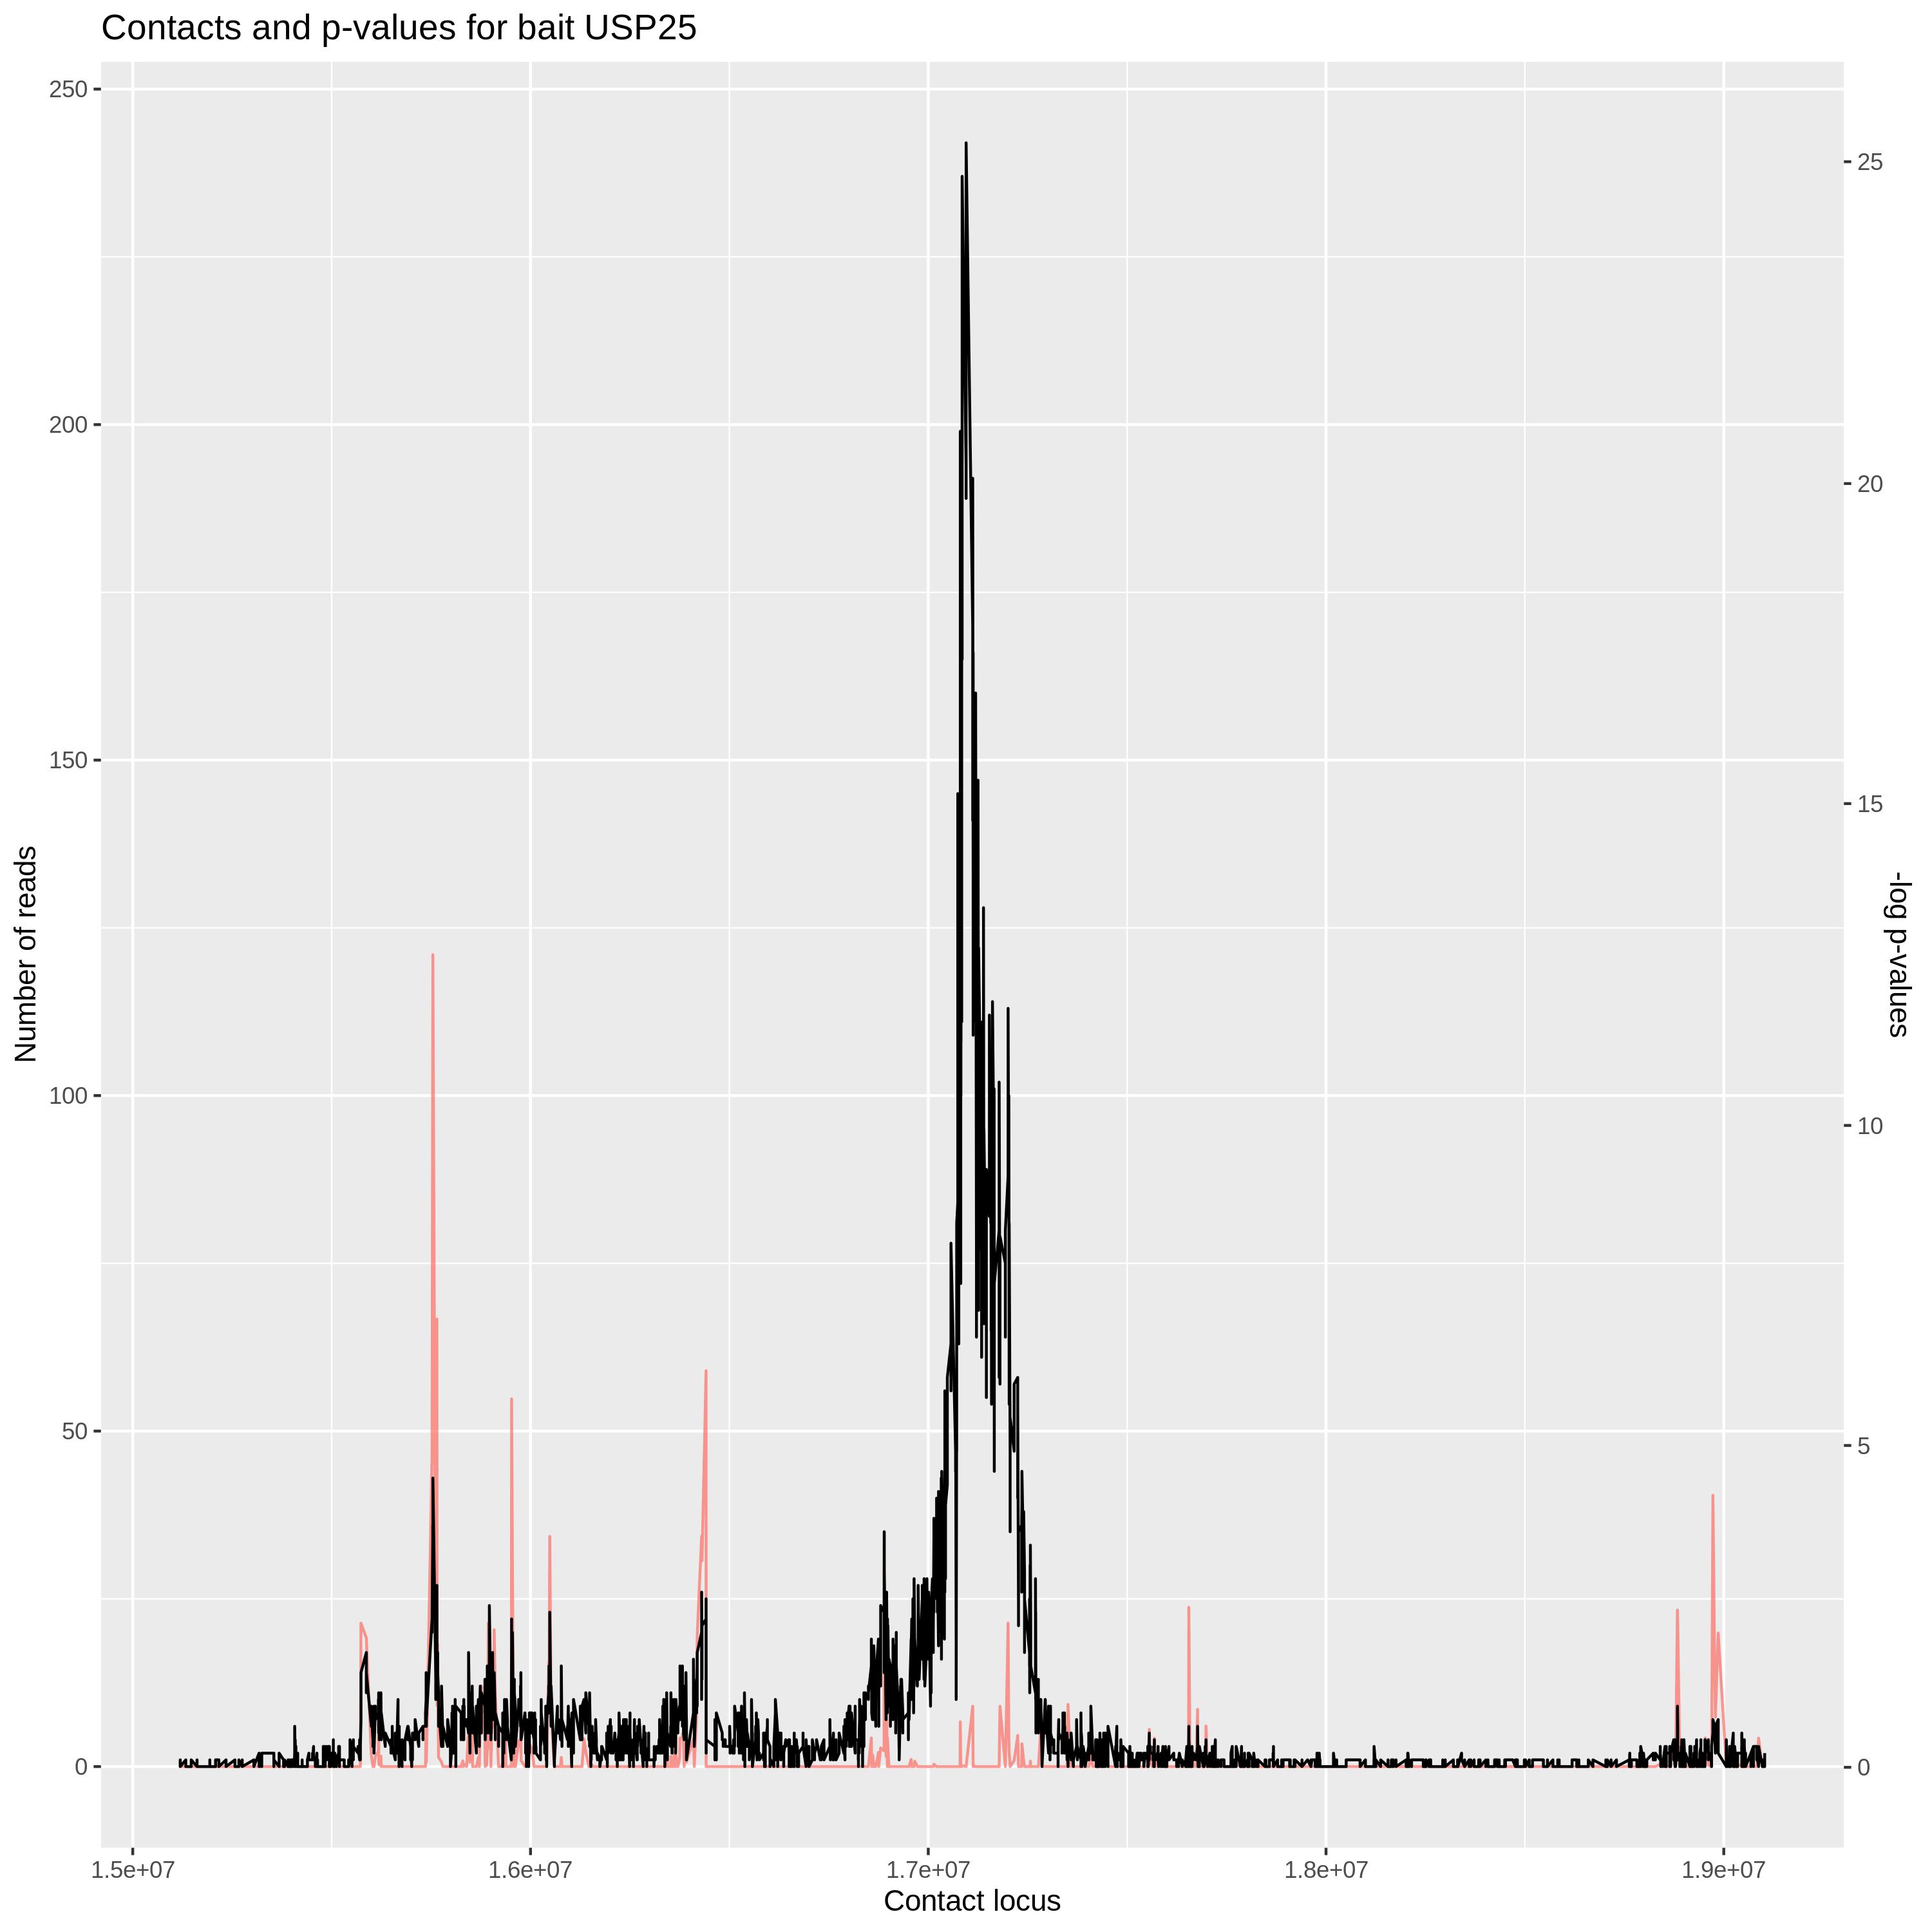 Contacts and p-values for bait USP25
250
200
150
100
50
0
Number of reads
25
20
15
10
5
0
-log p-values
1.5e+07
1.6e+07
1.7e+07
1.8e+07
1.9e+07
Contact locus